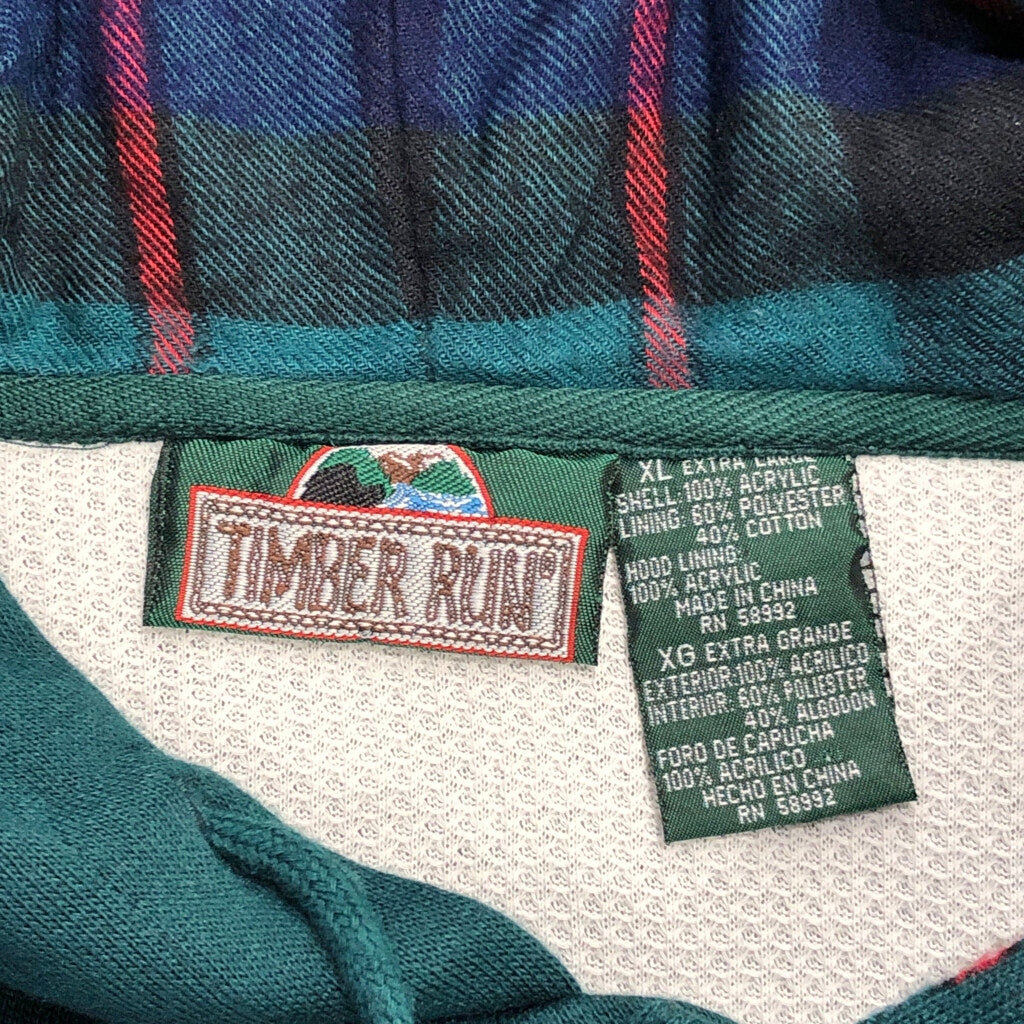 TIMBER RUN
XL EXTRA LARGE
SHELL 100% ACRYLIC
LINING: 60% POLYESTER
40% COTTON
HOOD LINING:
100% ACRYLIC
MADE IN CHINA
RN 58992
XG EXTRA GRANDE
EXTERIOR:100% ACRILICO
INTERIOR: 60% POLIESTER
40% ALGODON
FORO DE CAPUCHA
100% ACRILICO
HECHO EN CHINA
RN 58992